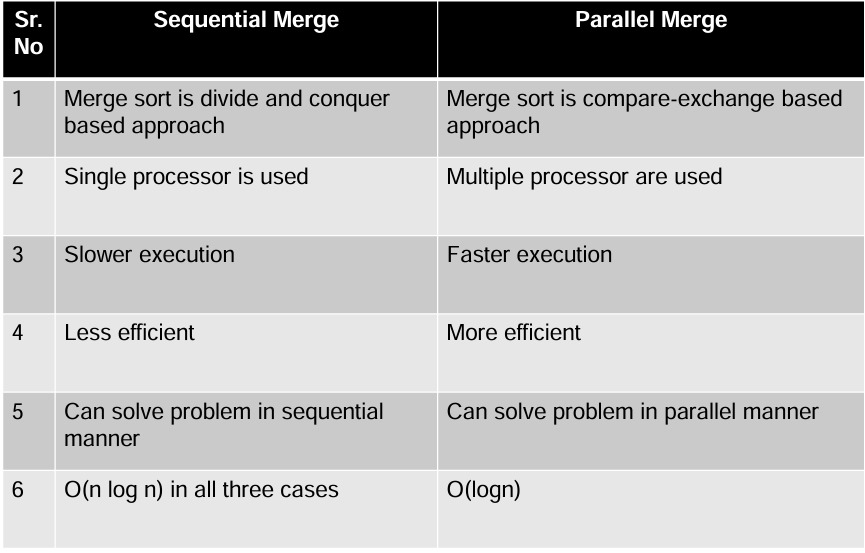 Sr. No Sequential Merge Parallel Merge
1 Merge sort is divide and conquer based approach Merge sort is compare-exchange based approach
2 Single processor is used Multiple processor are used
3 Slower execution Faster execution
4 Less efficient More efficient
5 Can solve problem in sequential manner Can solve problem in parallel manner
6 O(n log n) in all three cases O(logn)